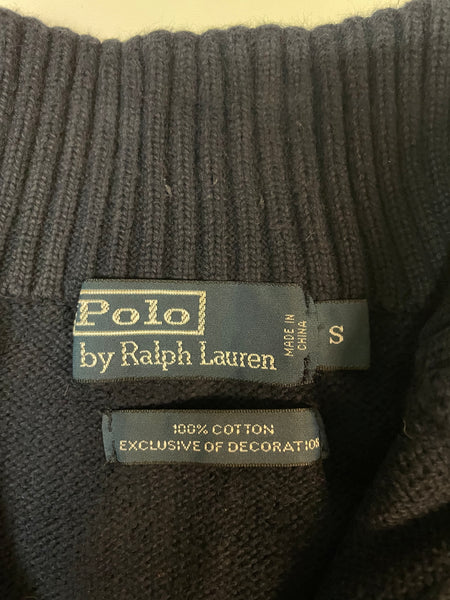 Polo
by Ralph Lauren
MADE IN
CHINA
S
100% COTTON
EXCLUSIVE OF DECORATION